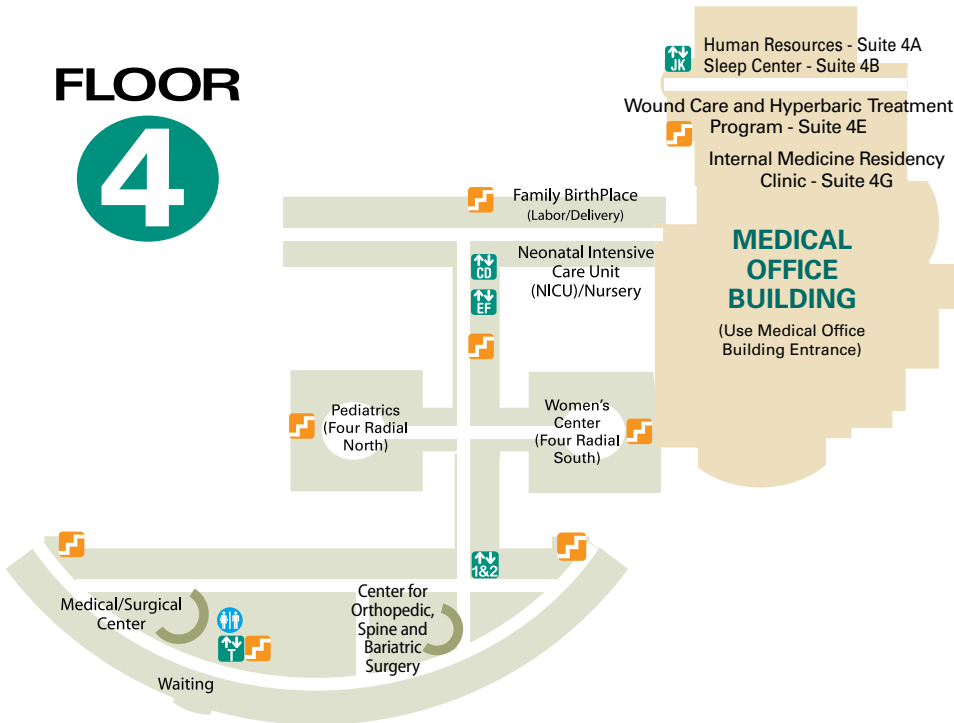 FLOOR
4
JK
Human Resources - Suite 4A
Sleep Center - Suite 4B
Wound Care and Hyperbaric Treatment
Program - Suite 4E
Internal Medicine Residency
Clinic - Suite 4G
Family BirthPlace
(Labor/Delivery)
CD
EF
Neonatal Intensive
Care Unit
(NICU)/Nursery
MEDICAL
OFFICE
BUILDING
(Use Medical Office
Building Entrance)
Pediatrics
(Four Radial
North)
Women's
Center
(Four Radial
South)
1&2
Medical/Surgical
Center
T
Waiting
Center for
Orthopedic,
Spine and
Bariatric
Surgery